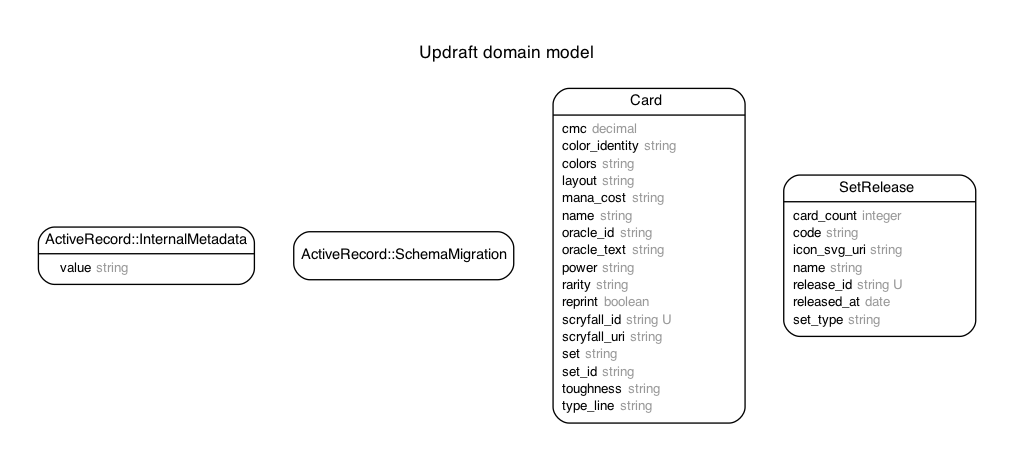 Updraft domain model
ActiveRecord::InternalMetadata
value string
ActiveRecord::SchemaMigration
Card
cmc decimal
color_identity string
colors string
layout string
mana_cost string
name string
oracle_id string
oracle_text string
power string
rarity string
reprint boolean
scryfall_id string U
scryfall_uri string
set string
set_id string
toughness string
type_line string
SetRelease
card_count integer
code string
icon_svg_uri string
name string
release_id string U
released_at date
set_type string